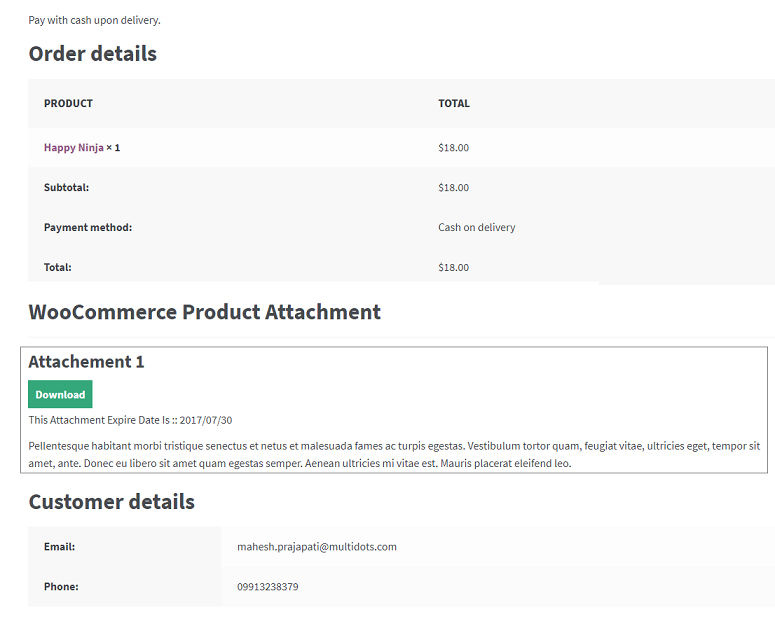 Pay with cash upon delivery.
Order details
PRODUCT TOTAL
Happy Ninja × 1 $18.00
Subtotal: $18.00
Payment method: Cash on delivery
Total: $18.00
WooCommerce Product Attachment
Attachement 1
Download
This Attachment Expire Date Is :: 2017/07/30
Pellentesque habitant morbi tristique senectus et netus et malesuada fames ac turpis egestas. Vestibulum tortor quam, feugiat vitae, ultricies eget, tempor sit
amet, ante. Donec eu libero sit amet quam egestas semper. Aenean ultricies mi vitae est. Mauris placerat eleifend leo.
Customer details
Email: mahesh.prajapati@multidots.com
Phone: 09913238379